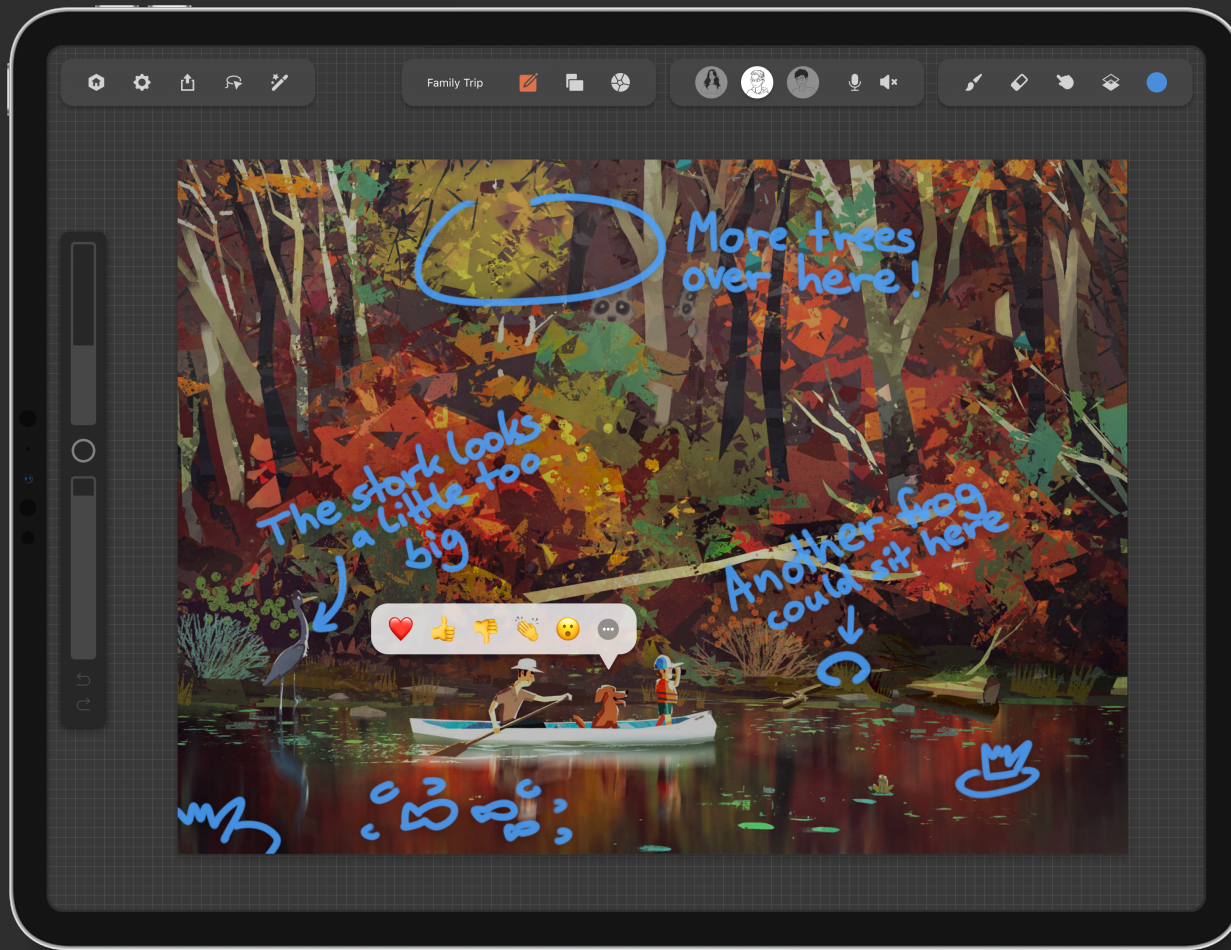 Family Trip
More trees
over here!
The stork looks
a little too
big
Another frog
could sit here